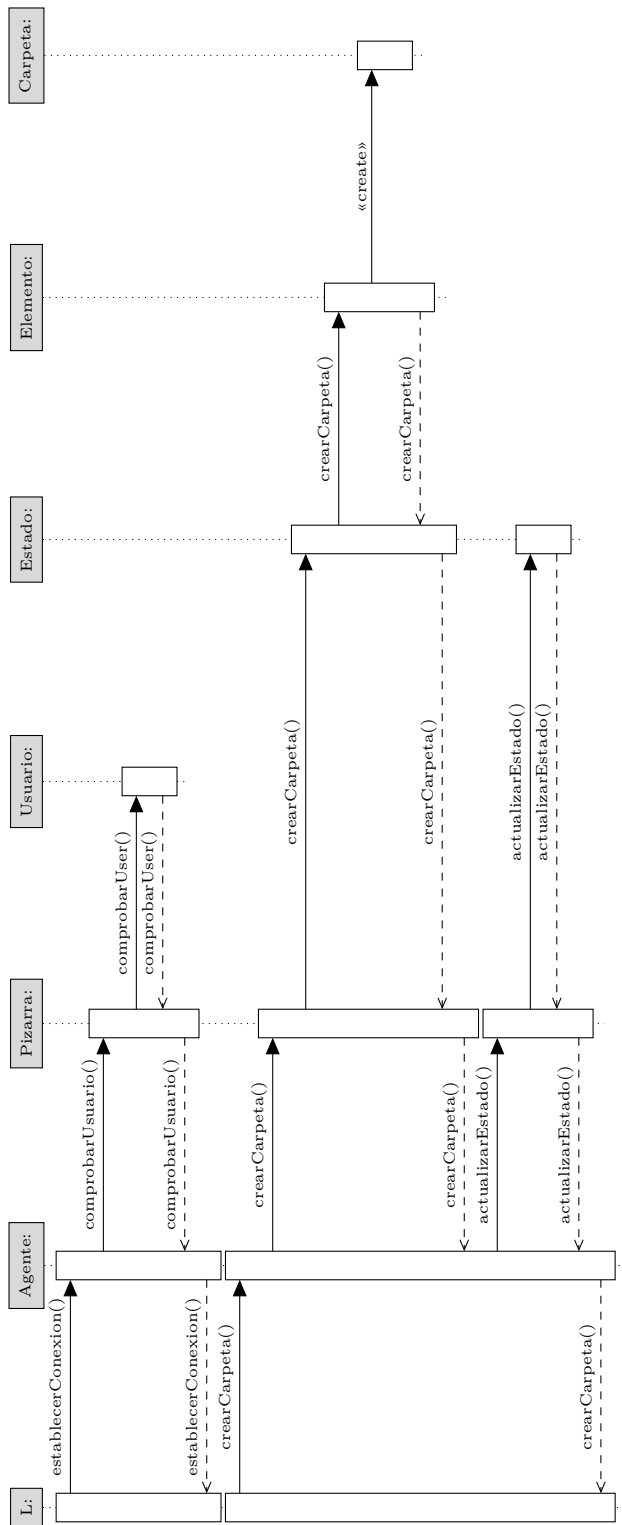 L:
Agente:
Pizarra:
Usuario:
Estado:
Elemento:
Carpeta:
establecerConexion()
comprobarUsuario()
comprobarUser()
comprobarUser()
comprobarUsuario()
establecerConexion()
crearCarpeta()
crearCarpeta()
crearCarpeta()
crearCarpeta()
«create»
crearCarpeta()
crearCarpeta()
crearCarpeta()
actualizarEstado()
actualizarEstado()
actualizarEstado()
actualizarEstado()
crearCarpeta()